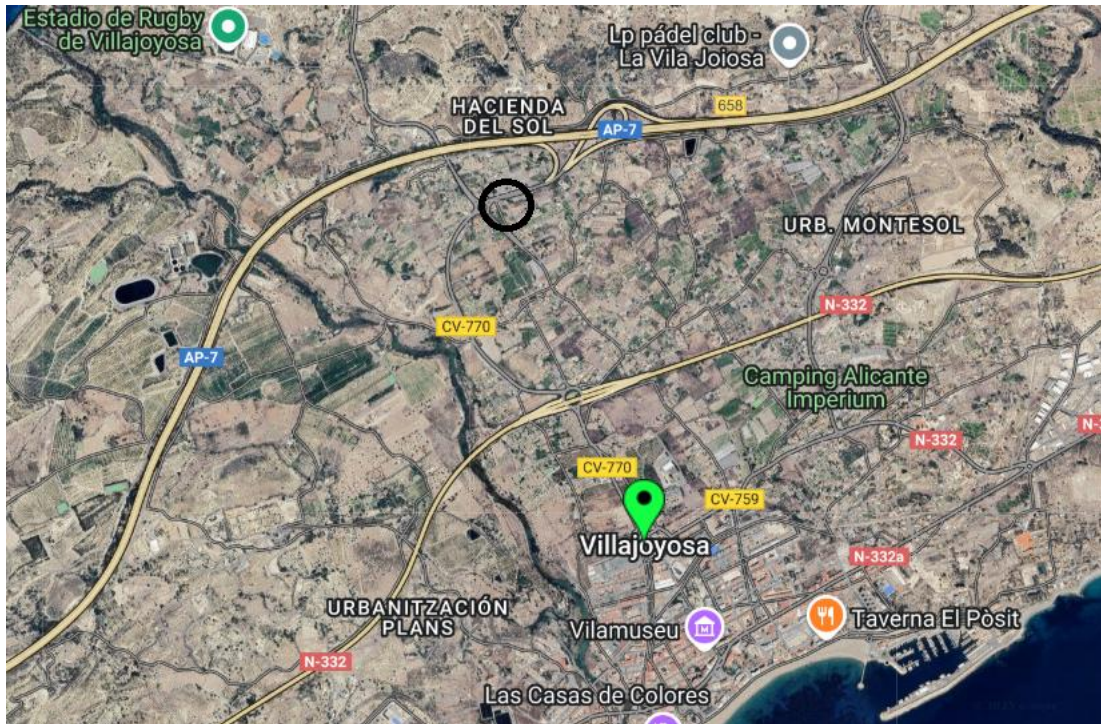 Estadio de Rugby
de Villajoyosa
Lp pádel club -
La Vila Joiosa
HACIENDA
DEL SOL
658
AP-7
URB. MONTESOL
N-332
CV-770
AP-7
Camping Alicante
Imperium
N-332
CV-770
CV-759
Villajoyosa
N-332a
URBANITZACIÓN
PLANS
Vilamuseu
Taverna El Pòsit
N-332
Las Casas de Colores